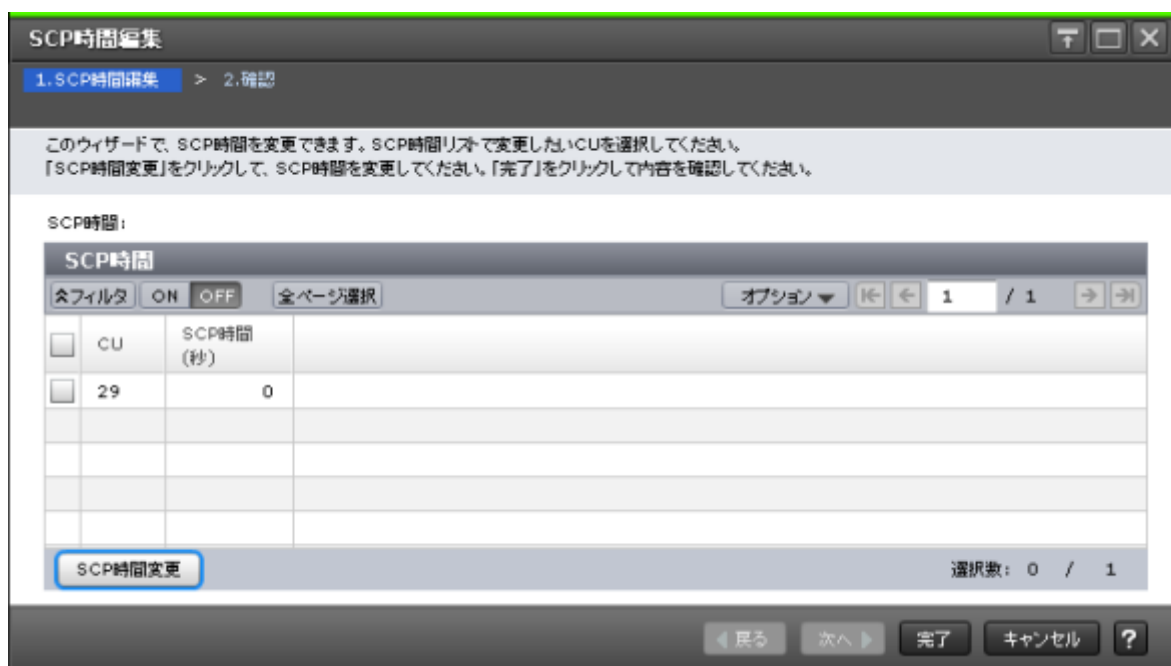 SCP時間編集
1.SCP時間編集 > 2.確認
このウィザードで、SCP時間を変更できます。SCP時間リストで変更したいCUを選択してください。
「SCP時間変更」をクリックして、SCP時間を変更してください。「完了」をクリックして内容を確認してください。
SCP時間:
SCP時間
フィルタ ON OFF 全ページ選択 オプション 1 / 1
CU SCP時間
(秒)
29 0
SCP時間変更 選択数: 0 / 1
戻る 次へ 完了 キャンセル ?